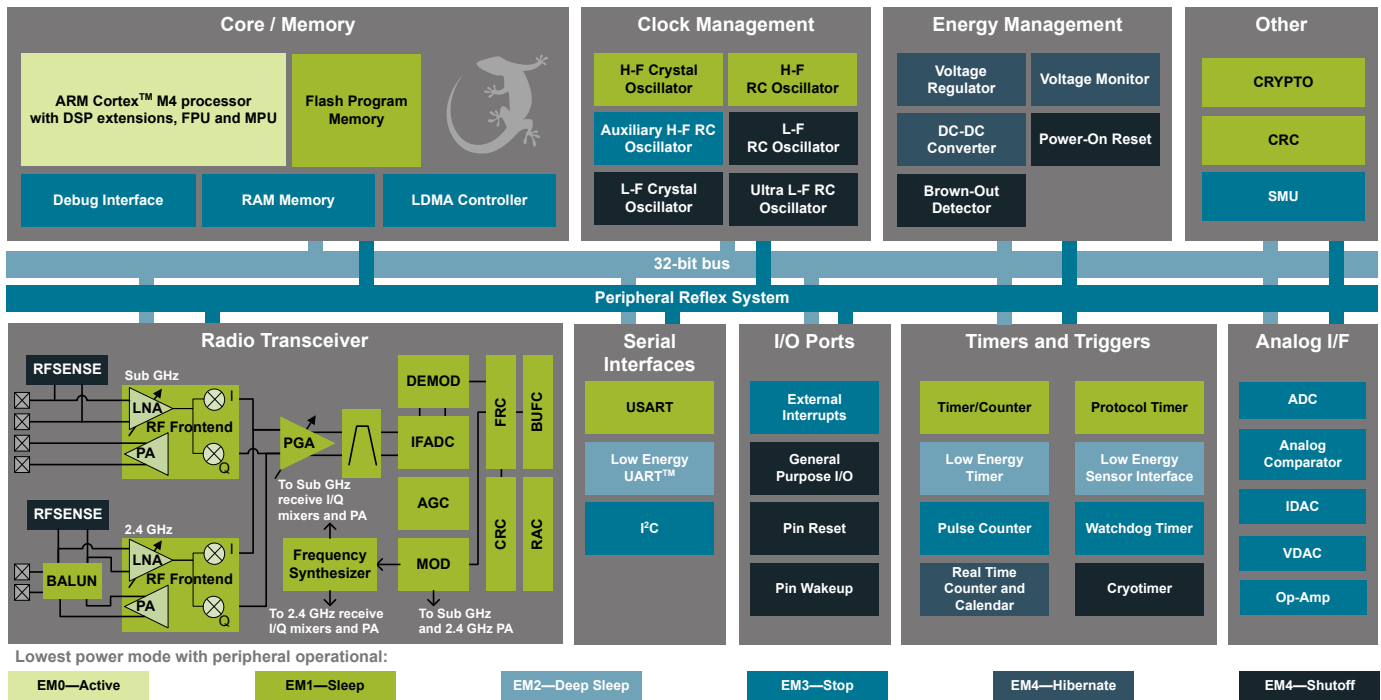 Core / Memory
ARM Cortex™ M4 processor
with DSP extensions, FPU and MPU
Flash Program
Memory
Debug Interface
RAM Memory
LDMA Controller
Clock Management
H-F Crystal
Oscillator
H-F
RC Oscillator
Auxiliary H-F RC
Oscillator
L-F
RC Oscillator
L-F Crystal
Oscillator
Ultra L-F RC
Oscillator
Energy Management
Voltage
Regulator
Voltage Monitor
DC-DC
Converter
Power-On Reset
Brown-Out
Detector
Other
CRYPTO
CRC
SMU
32-bit bus
Peripheral Reflex System
Radio Transceiver
RFSENSE
Sub GHz
LNA
RF Frontend
PA
I
Q
PGA
To Sub GHz
receive I/Q
mixers and PA
DEMOD
IFADC
AGC
MOD
FRC
BUFC
CRC
RAC
RFSENSE
2.4 GHz
LNA
RF Frontend
PA
BALUN
I
Q
Frequency
Synthesizer
To 2.4 GHz receive
I/Q mixers and PA
To Sub GHz
and 2.4 GHz PA
Serial
Interfaces
USART
Low Energy
UART™
I²C
I/O Ports
External
Interrupts
General
Purpose I/O
Pin Reset
Pin Wakeup
Timers and Triggers
Timer/Counter
Protocol Timer
Low Energy
Timer
Low Energy
Sensor Interface
Pulse Counter
Watchdog Timer
Real Time
Counter and
Calendar
Cryotimer
Analog I/F
ADC
Analog
Comparator
IDAC
VDAC
Op-Amp
Lowest power mode with peripheral operational:
EM0—Active
EM1—Sleep
EM2—Deep Sleep
EM3—Stop
EM4—Hibernate
EM4—Shutoff